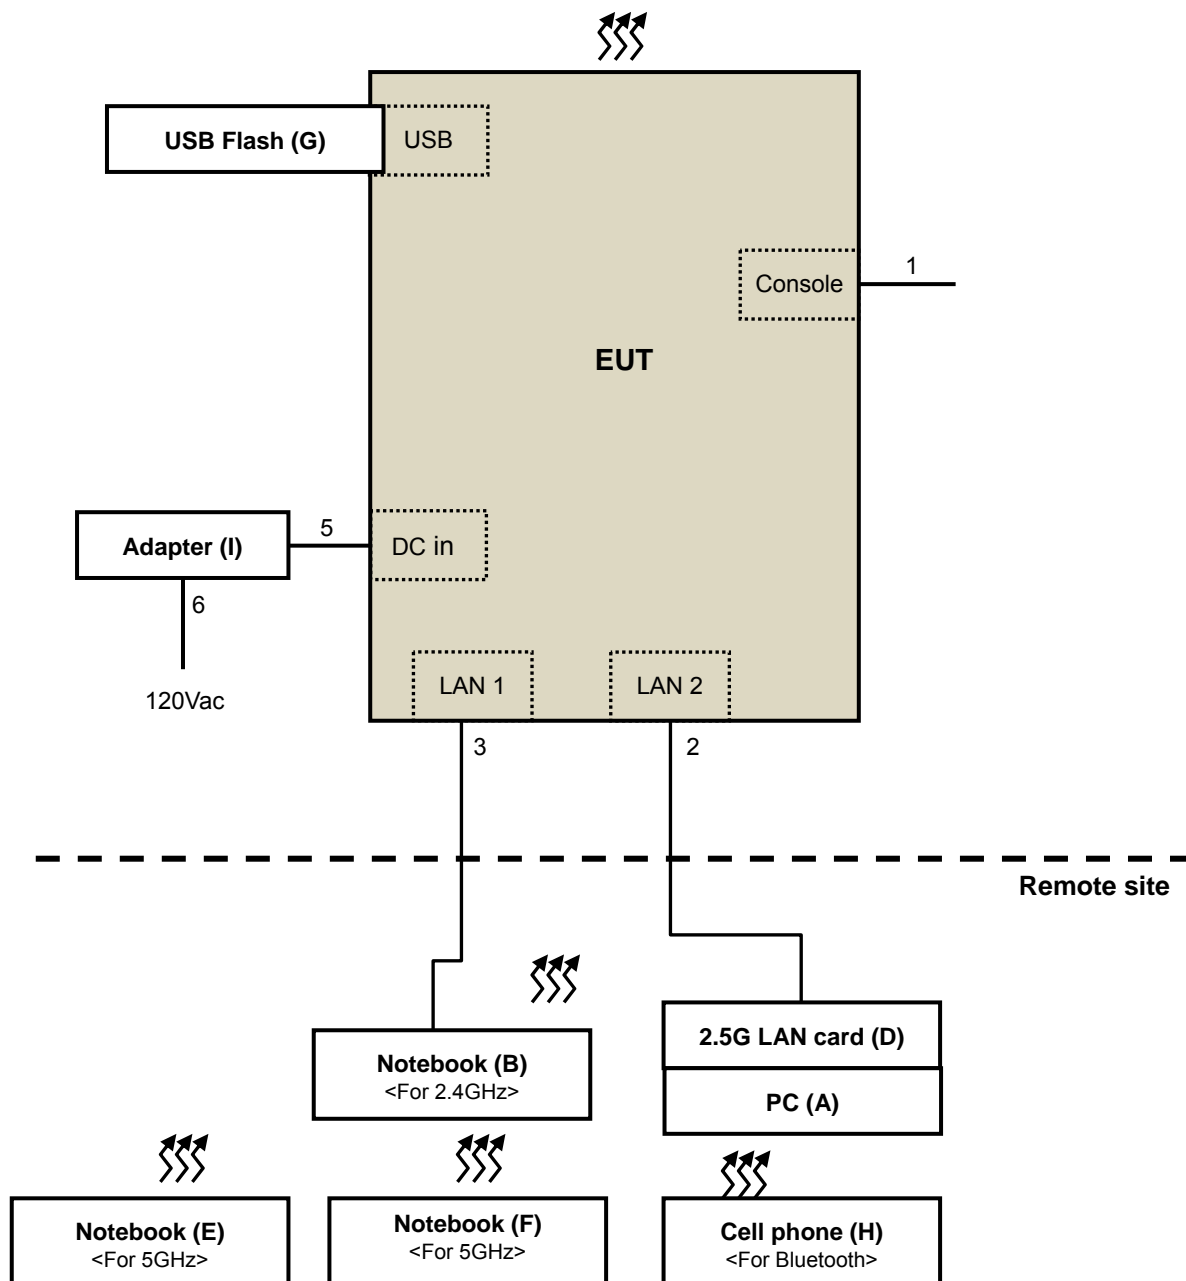 USB Flash (G)
USB
Console
1
EUT
Adapter (I)
5
DC in
6
120Vac
LAN 1
LAN 2
3
2
Remote site
Notebook (B)
<For 2.4GHz>
2.5G LAN card (D)
PC (A)
Notebook (E)
<For 5GHz>
Notebook (F)
<For 5GHz>
Cell phone (H)
<For Bluetooth>